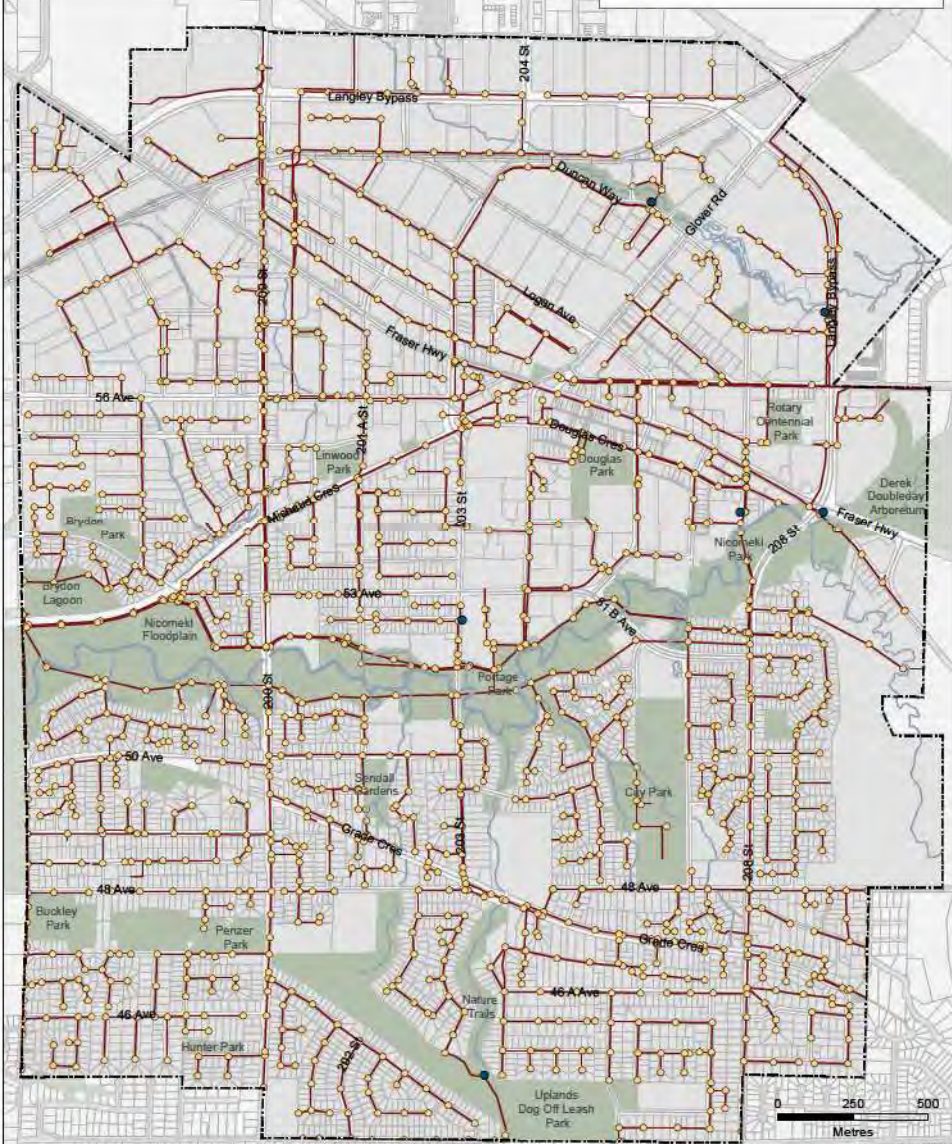 204 St
Langley Bypass
Duncan Way
Glover Rd
200 St
Langley Bypass
Logan Ave
Fraser Hwy
56 Ave
201 A St
Rotary
Centennial
Park
Linwood
Park
Douglas Cres
Douglas
Park
Derek
Doubleday
Arboretum
Michaud Cres
203 St
Brydon
Park
Fraser Hwy
208 St
Nicomekl
Park
Brydon
Lagoon
53 Ave
51 B Ave
Nicomekl
Floodplain
Portage
Park
200 St
50 Ave
Sendall
Gardens
City Park
Grade Cres
203 St
208 St
48 Ave
48 Ave
Buckley
Park
Penzer
Park
Grade Cres
46 A Ave
Nature
Trails
46 Ave
Hunter Park
202 St
Uplands
Dog Off Leash
Park
0 250 500
Metres